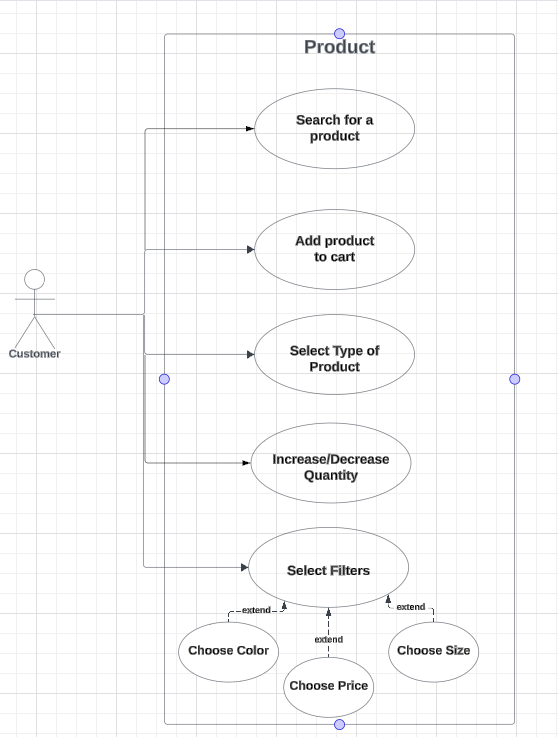 Product
Search for a
product
Add product
to cart
Customer
Select Type of
Product
Increase/Decrease
Quantity
Select Filters
extend
extend
extend
Choose Color
Choose Size
Choose Price